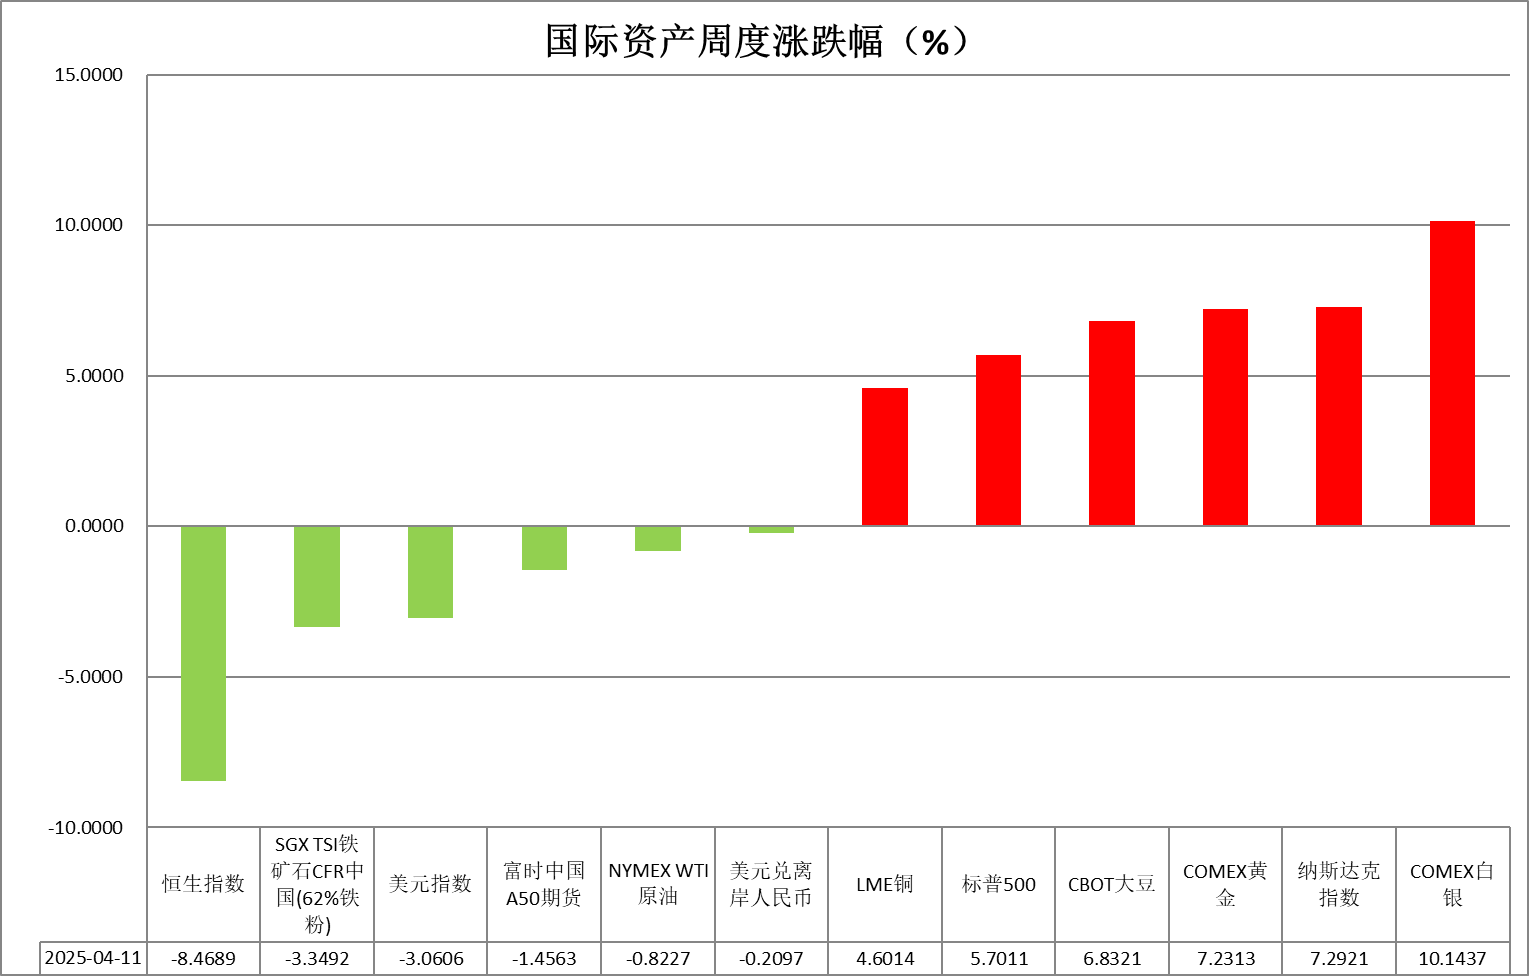 国际资产周度涨跌幅（%）
15.0000
10.0000
5.0000
0.0000
-5.0000
-10.0000
恒生指数
SGX TSI铁
矿石CFR中
国(62%铁
粉)
美元指数
富时中国
A50期货
NYMEX WTI
原油
美元兑离
岸人民币
LME铜
标普500
CBOT大豆
COMEX黄
金
纳斯达克
指数
COMEX白
银
2025-04-11 -8.4689 -3.3492 -3.0606 -1.4563 -0.8227 -0.2097 4.6014 5.7011 6.8321 7.2313 7.2921 10.1437